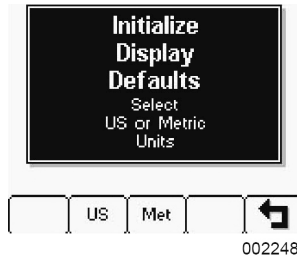 Initialize
Display
Defaults
Select
US or Metric
Units
US Met
002248